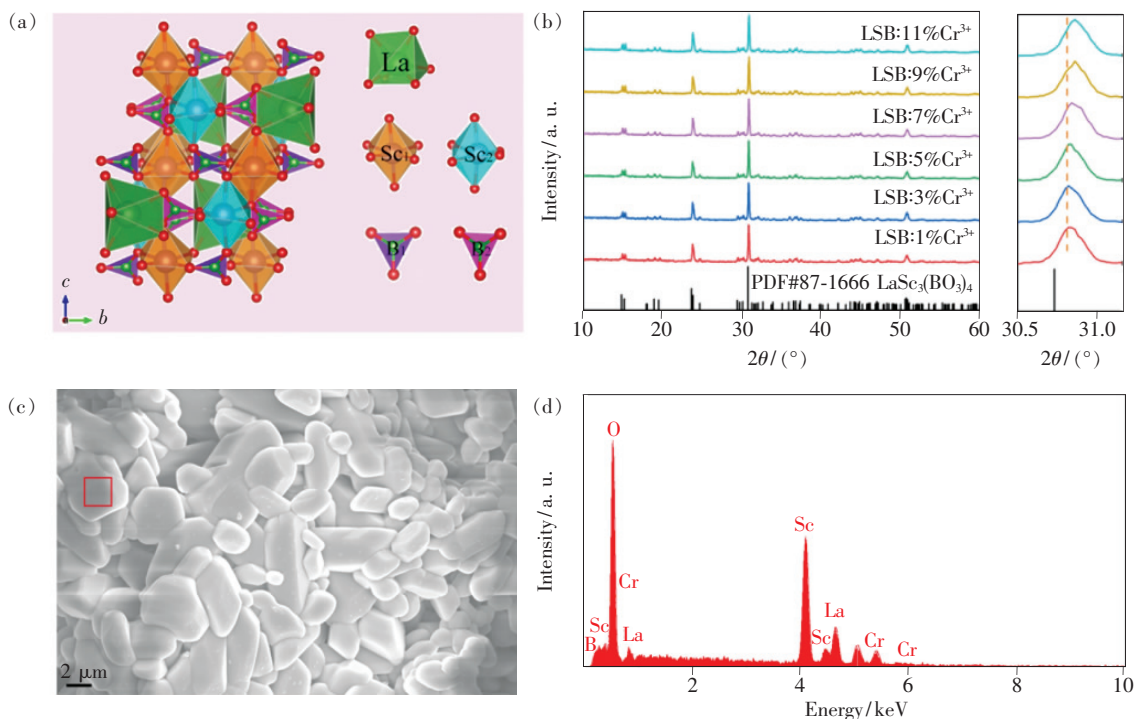 (a)
La
Sc₁
Sc₂
B₁
B₂
c
b
(b)
Intensity/a. u.
LSB:11%Cr³⁺
LSB:9%Cr³⁺
LSB:7%Cr³⁺
LSB:5%Cr³⁺
LSB:3%Cr³⁺
LSB:1%Cr³⁺
PDF#87-1666 LaSc₃(BO₃)₄
10 20 30 40 50 60
2θ/(°)
30.5 31.0
2θ/(°)
(c)
2 μm
(d)
Intensity/a. u.
O
Cr
Sc
B
La
Sc
La
Sc
Cr
Cr
2 4 6 8 10
Energy/keV